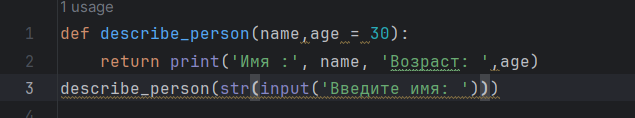 1 usage
1 def describe_person(name,age = 30):
2 return print('Имя :', name, 'Возраст: ',age)
3 describe_person(str(input('Введите имя: ')))
4